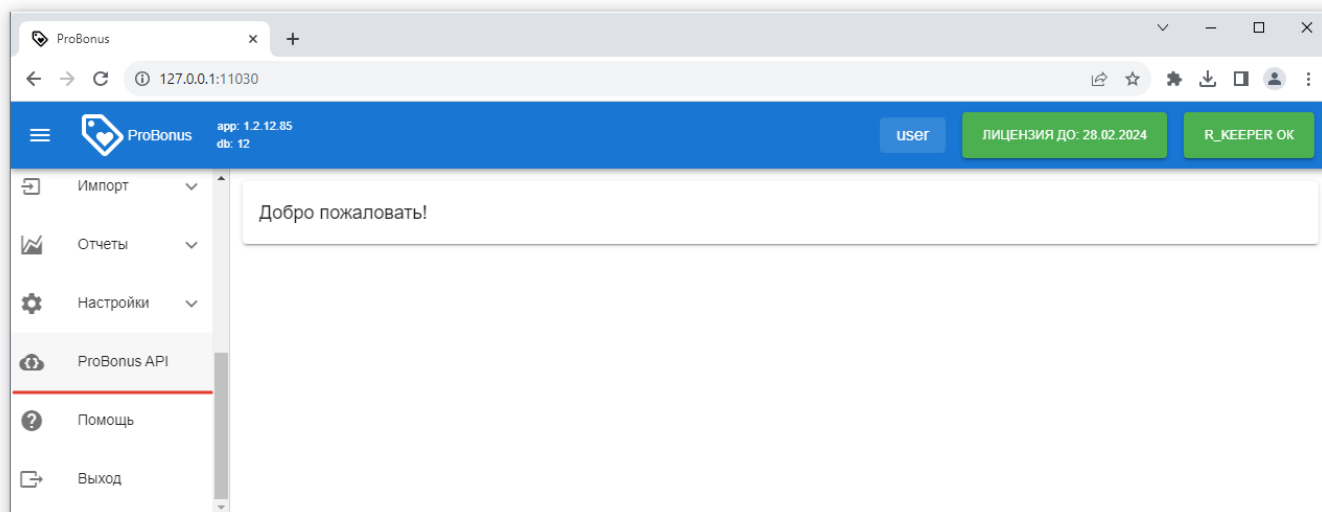 ProBonus
127.0.0.1:11030
ProBonus
app: 1.2.12.85
db: 12
user
ЛИЦЕНЗИЯ ДО: 28.02.2024
R_KEEPER OK
Импорт
Добро пожаловать!
Отчеты
Настройки
ProBonus API
Помощь
Выход